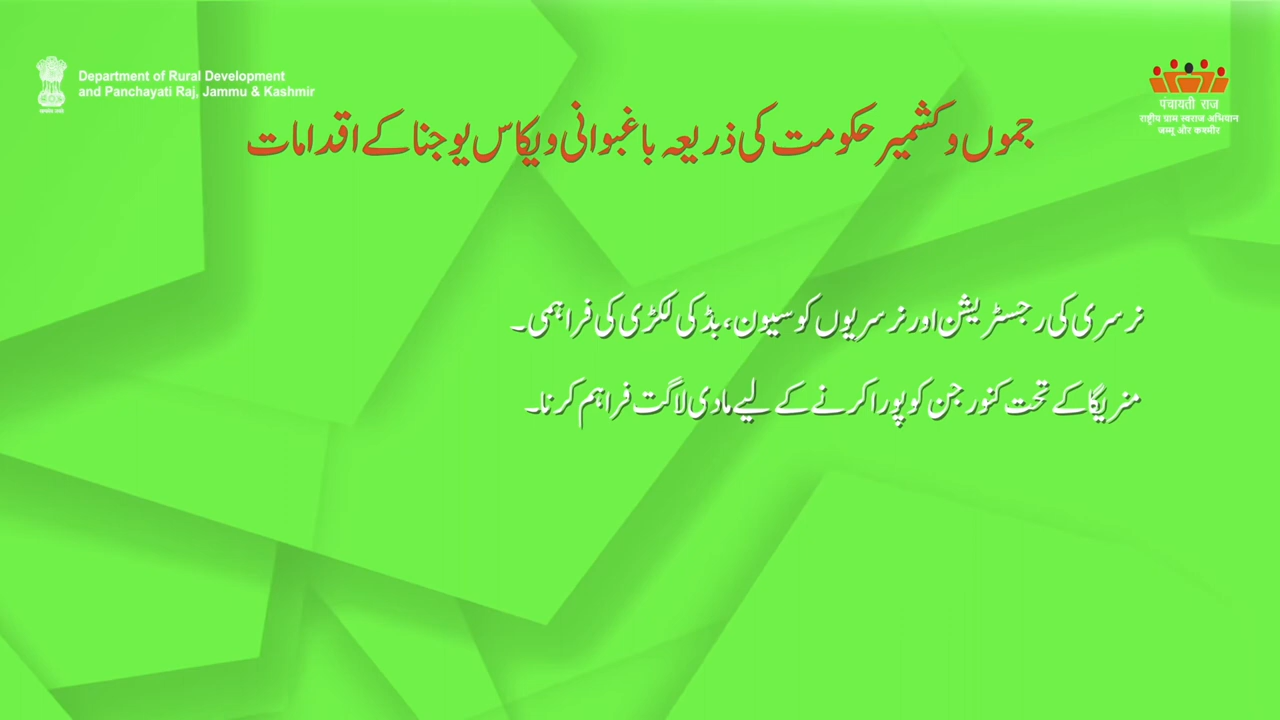 Department of Rural Development
and Panchayati Raj, Jammu & Kashmir
पंचायती राज
राष्ट्रीय ग्राम स्वराज अभियान
जम्मू और कश्मीर
جموں و کشمیر حکومت کی ذریعہ باغبوانی ویکاس یوجنا کے اقدامات
نرسری کی رجسٹریشن اور نرسریوں کو سیون، بڈ کی لکڑی کی فراہمی۔
منریگا کے تحت کنورجن کو پورا کرنے کے لیے مادی لاگت فراہم کرنا۔